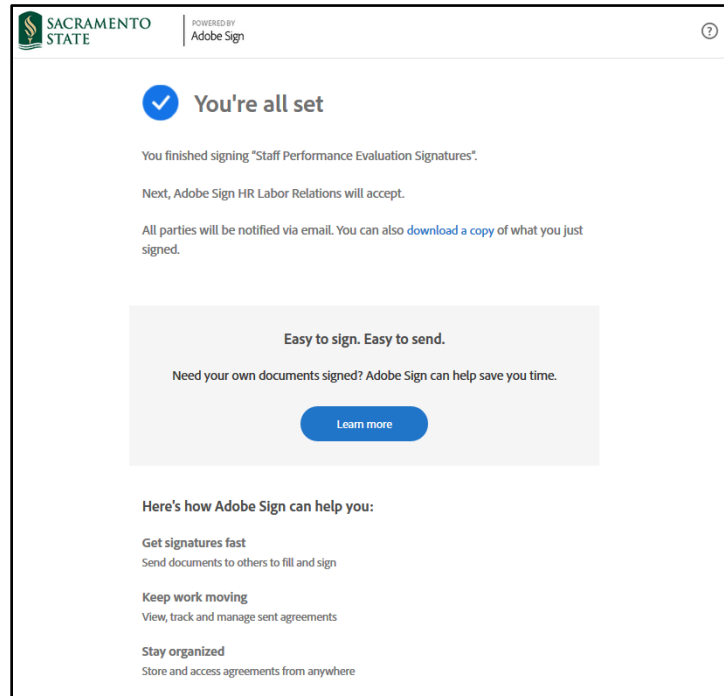 SACRAMENTO
STATE
POWERED BY
Adobe Sign
?
You're all set
You finished signing "Staff Performance Evaluation Signatures".
Next, Adobe Sign HR Labor Relations will accept.
All parties will be notified via email. You can also download a copy of what you just
signed.
Easy to sign. Easy to send.
Need your own documents signed? Adobe Sign can help save you time.
Learn more
Here's how Adobe Sign can help you:
Get signatures fast
Send documents to others to fill and sign
Keep work moving
View, track and manage sent agreements
Stay organized
Store and access agreements from anywhere